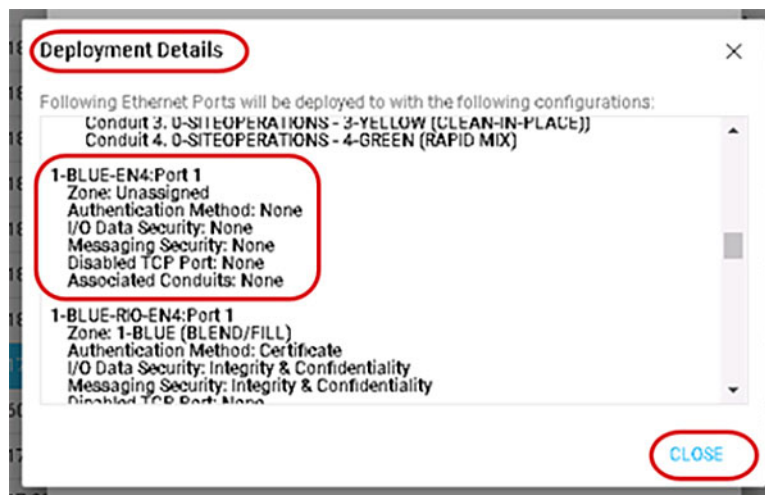 Deployment Details
Following Ethernet Ports will be deployed to with the following configurations:
Conduit 3. 0-SITEOPERATIONS - 3-YELLOW (CLEAN-IN-PLACE))
Conduit 4. 0-SITEOPERATIONS - 4-GREEN (RAPID MIX)
1-BLUE-EN4:Port 1
Zone: Unassigned
Authentication Method: None
I/O Data Security: None
Messaging Security: None
Disabled TCP Port: None
Associated Conduits: None
1-BLUE-RIO-EN4:Port 1
Zone: 1-BLUE (BLEND/FILL)
Authentication Method: Certificate
I/O Data Security: Integrity & Confidentiality
Messaging Security: Integrity & Confidentiality
Disabled TCP Port: None
CLOSE